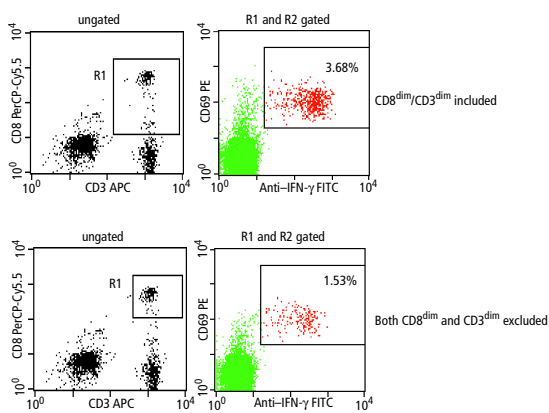 ungated
R1 and R2 gated
10⁴
CD8 PerCP-Cy5.5
10⁰
R1
10⁰
CD3 APC
10⁴
10⁴
CD69 PE
10⁰
3.68%
10⁰
Anti–IFN-γ FITC
10⁴
CD8dim/CD3dim included
ungated
R1 and R2 gated
10⁴
CD8 PerCP-Cy5.5
10⁰
R1
10⁰
CD3 APC
10⁴
10⁴
CD69 PE
10⁰
1.53%
10⁰
Anti–IFN-γ FITC
10⁴
Both CD8dim and CD3dim excluded